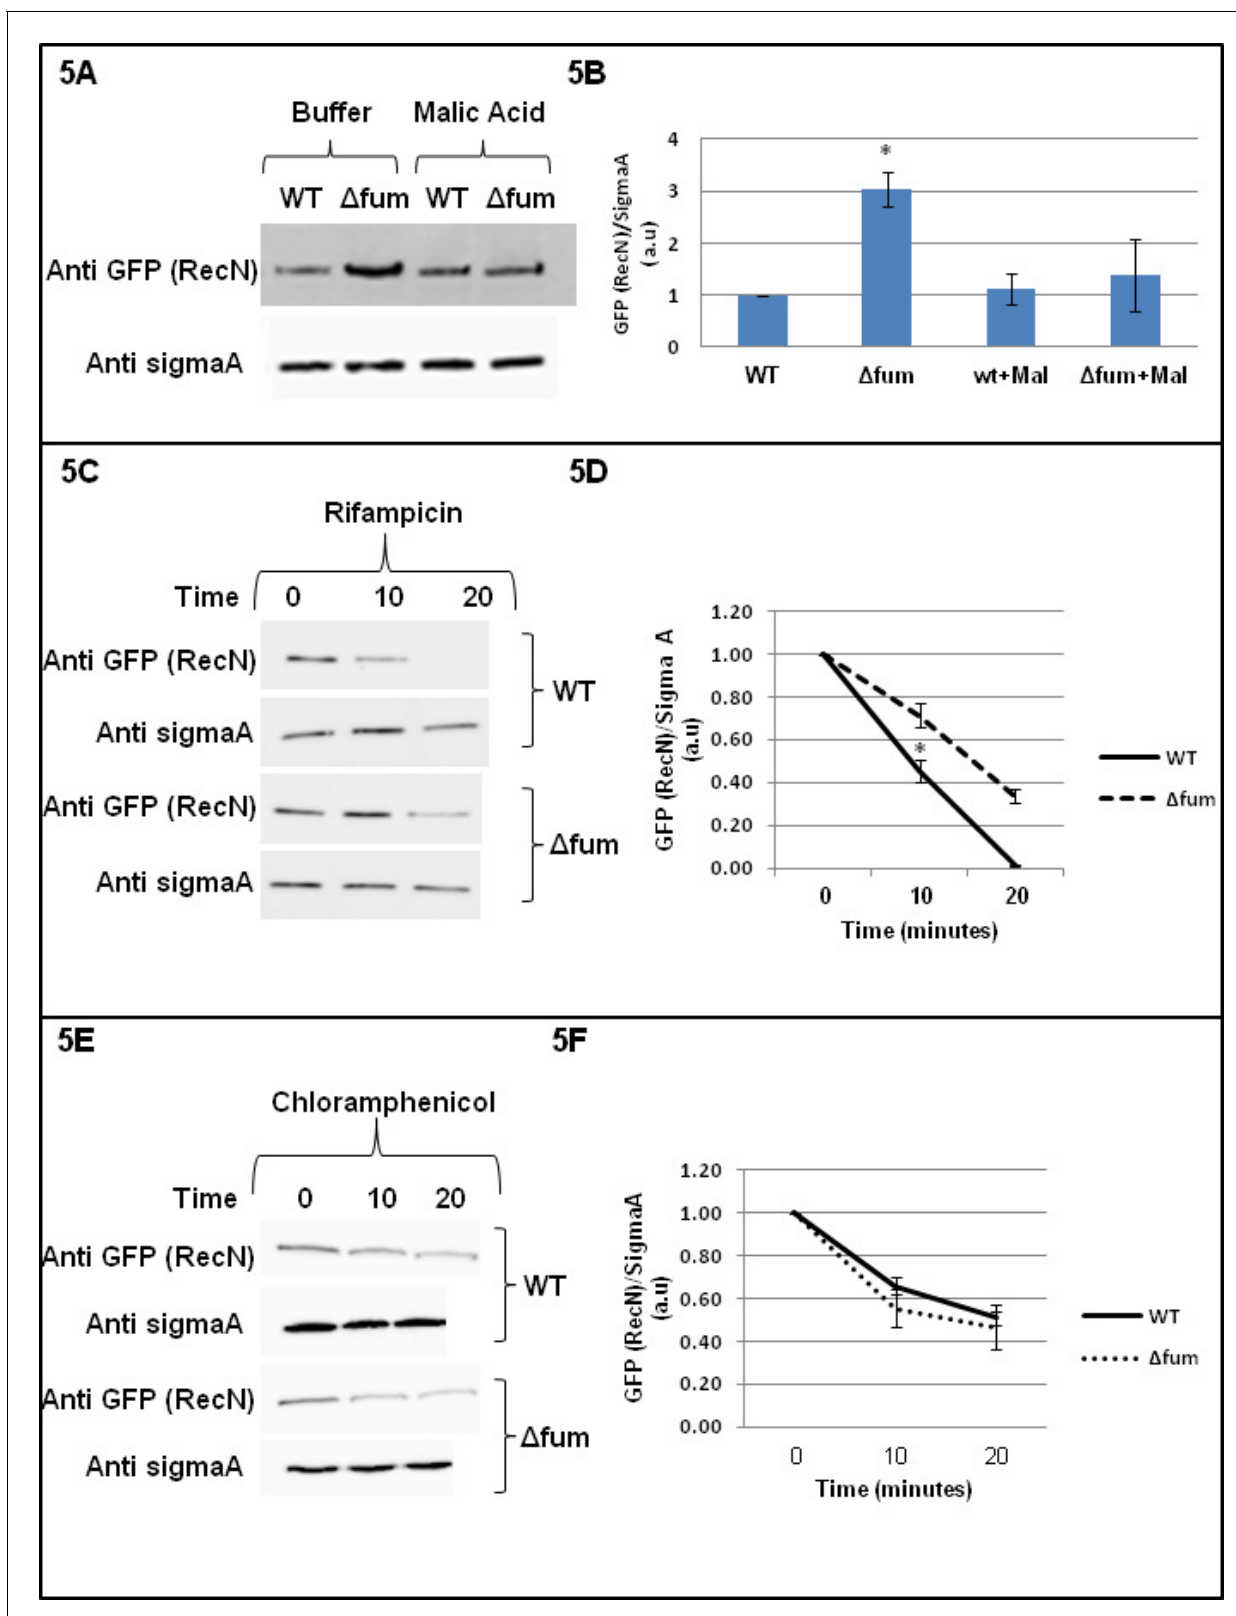 5A
Buffer Malic Acid
WT Δfum WT Δfum
Anti GFP (RecN)
Anti sigmaA
5B
GFP (RecN)/SigmaA
(a.u)
4
3
2
1
0
*
WT Δfum wt+Mal Δfum+Mal
5C
Rifampicin
Time 0 10 20
Anti GFP (RecN)
Anti sigmaA
WT
Anti GFP (RecN)
Anti sigmaA
Δfum
5D
GFP (RecN)/Sigma A
(a.u)
1.20
1.00
0.80
0.60
0.40
0.20
0.00
*
0 10 20
Time (minutes)
WT
Δfum
5E
Chloramphenicol
Time 0 10 20
Anti GFP (RecN)
Anti sigmaA
WT
Anti GFP (RecN)
Anti sigmaA
Δfum
5F
GFP (RecN)/SigmaA
(a.u)
1.20
1.00
0.80
0.60
0.40
0.20
0.00
0 10 20
Time (minutes)
WT
Δfum